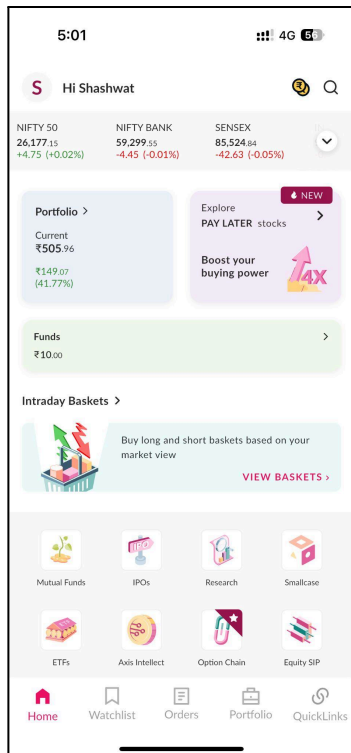 5:01
4G 56
S Hi Shashwat
NIFTY 50 NIFTY BANK SENSEX
26,177.15 59,299.55 85,524.84
+4.75 (+0.02%) -4.45 (-0.01%) -42.63 (-0.05%)
NEW
Portfolio >
Current
₹505.96
₹149.07
(41.77%)
Explore
PAY LATER stocks >
Boost your
buying power
4X
Funds >
₹10.00
Intraday Baskets >
Buy long and short baskets based on your
market view
VIEW BASKETS >
IPO
Mutual Funds IPOs Research Smallcase
ETFs Axis Intellect Option Chain Equity SIP
Home Watchlist Orders Portfolio QuickLinks